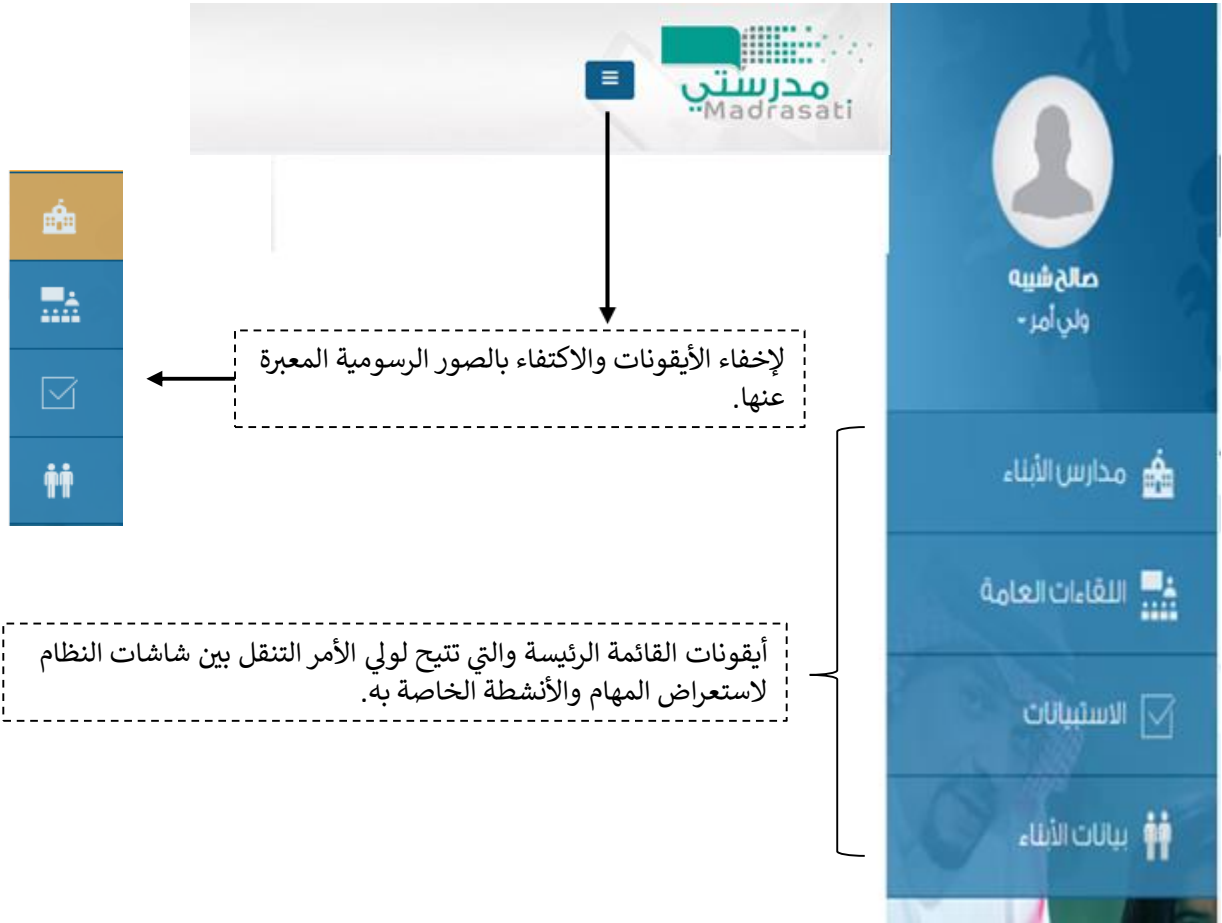 مدرستي
Madrasati
صالح شيبه
ولي أمر
لإخفاء الأيقونات والاكتفاء بالصور الرسومية المعبرة
عنها.
مدارس الأبناء
اللقاءات العامة
أيقونات القائمة الرئيسة والتي تتيح لولي الأمر التنقل بين شاشات النظام
لاستعراض المهام والأنشطة الخاصة به.
الاستبيانات
بيانات الأبناء